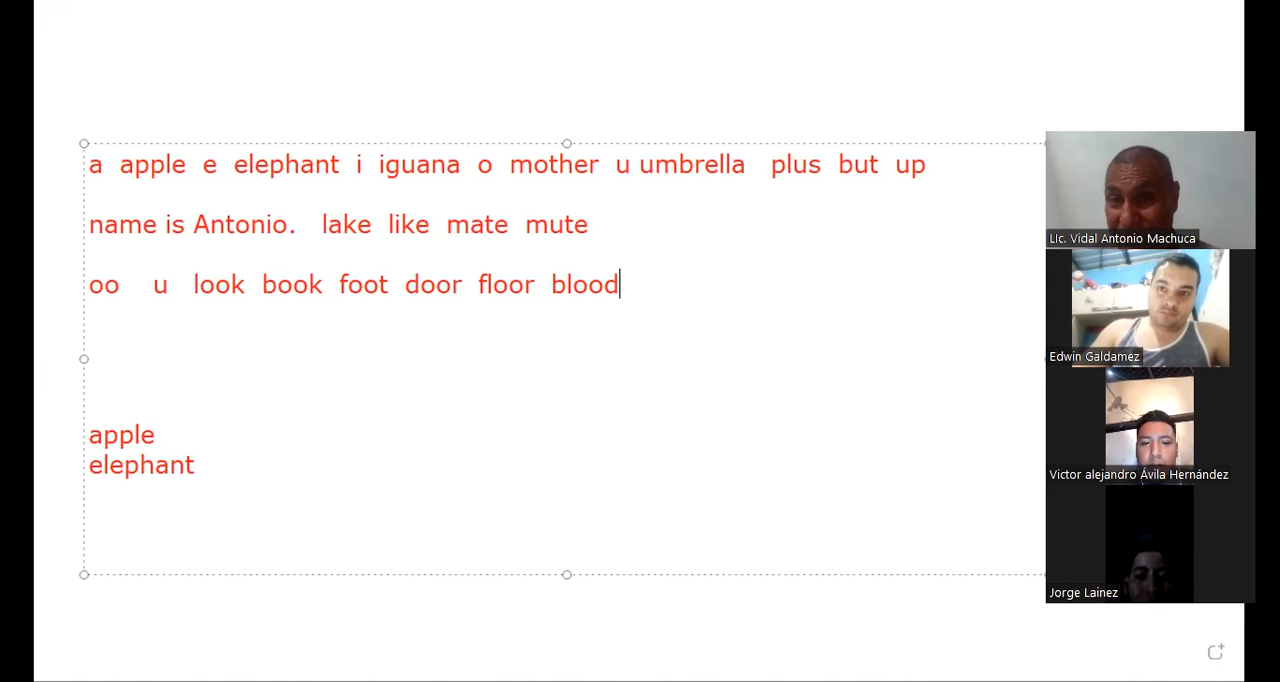 a apple e elephant i iguana o mother u umbrella plus but up
name is Antonio. lake like mate mute
oo u look book foot door floor blood
apple
elephant
LIc. Vidal Antonio Machuca
Edwin Galdamez
Victor alejandro Ávila Hernández
Jorge Lainez